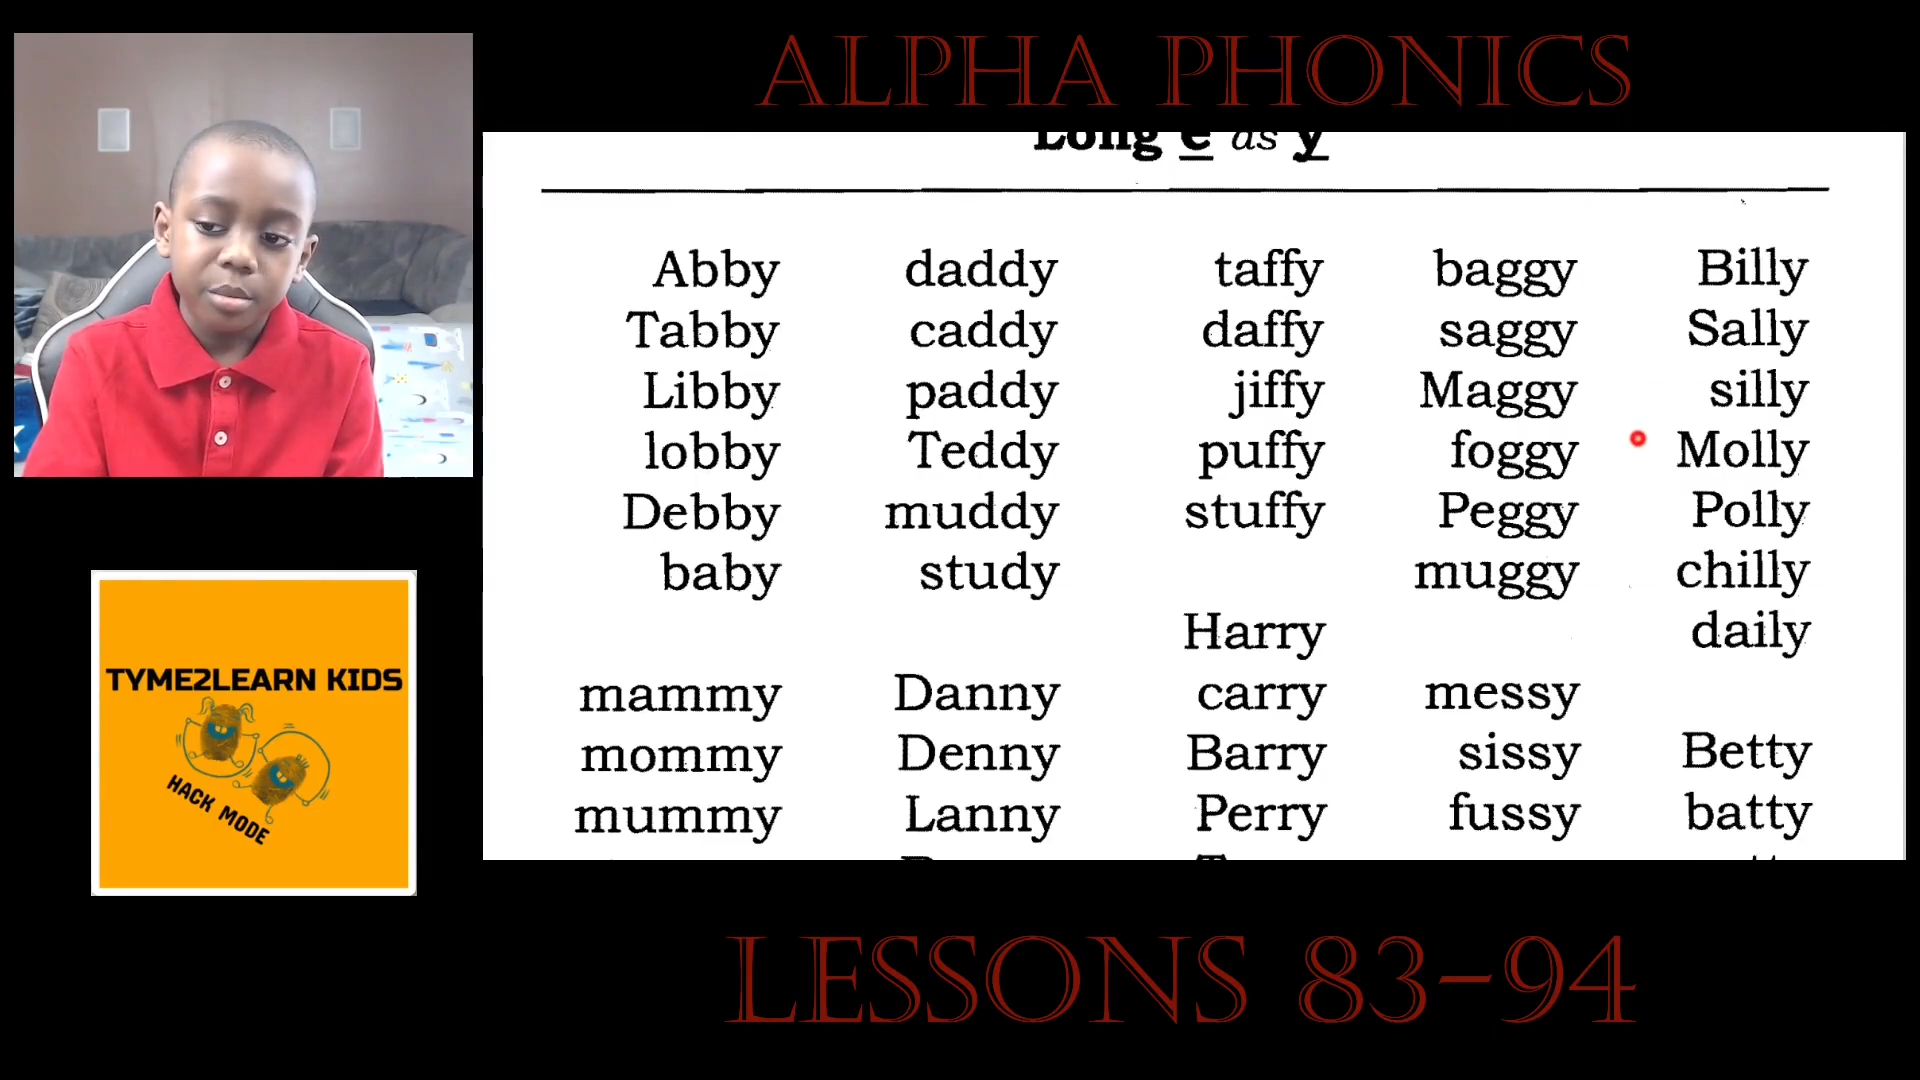 ALPHA PHONICS
Long e as y
Abby daddy taffy baggy Billy
Tabby caddy daffy saggy Sally
Libby paddy jiffy Maggy silly
lobby Teddy puffy foggy Molly
Debby muddy stuffy Peggy Polly
baby study muggy chilly
Harry daily
mammy Danny carry messy
mommy Denny Barry sissy Betty
mummy Lanny Perry fussy batty
TYME2LEARN KIDS
HACK MODE
LESSONS 83-94